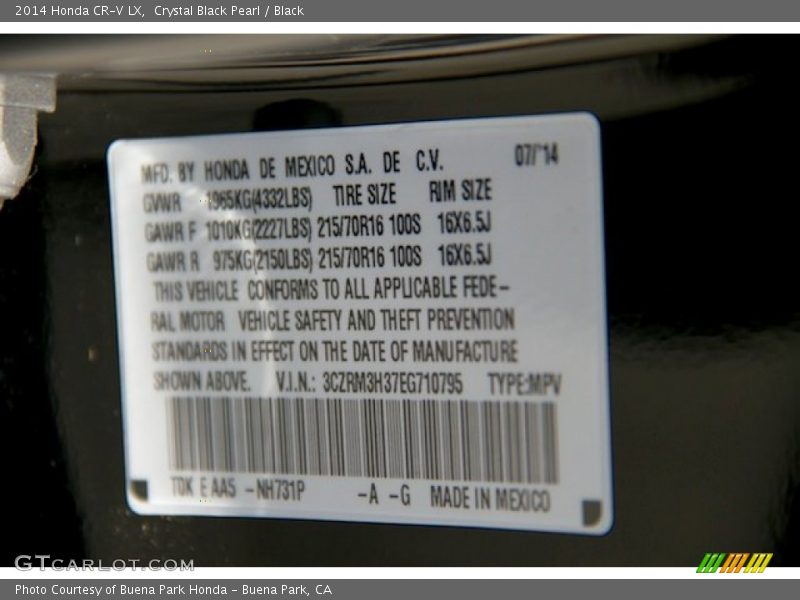 2014 Honda CR-V LX, Crystal Black Pearl / Black
MFD. BY HONDA DE MEXICO S.A. DE C.V. 07/'14
GVWR 1965KG(4332LBS) TIRE SIZE RIM SIZE
GAWR F 1010KG(2227LBS) 215/70R16 100S 16X6.5J
GAWR R 975KG(2150LBS) 215/70R16 100S 16X6.5J
THIS VEHICLE CONFORMS TO ALL APPLICABLE FEDE-
RAL MOTOR VEHICLE SAFETY AND THEFT PREVENTION
STANDARDS IN EFFECT ON THE DATE OF MANUFACTURE
SHOWN ABOVE. V.I.N.: 3CZRM3H37EG710795 TYPE:MPV
TDK E AA5 -NH731P -A -G MADE IN MEXICO
GTCARLOT.COM
Photo Courtesy of Buena Park Honda - Buena Park, CA